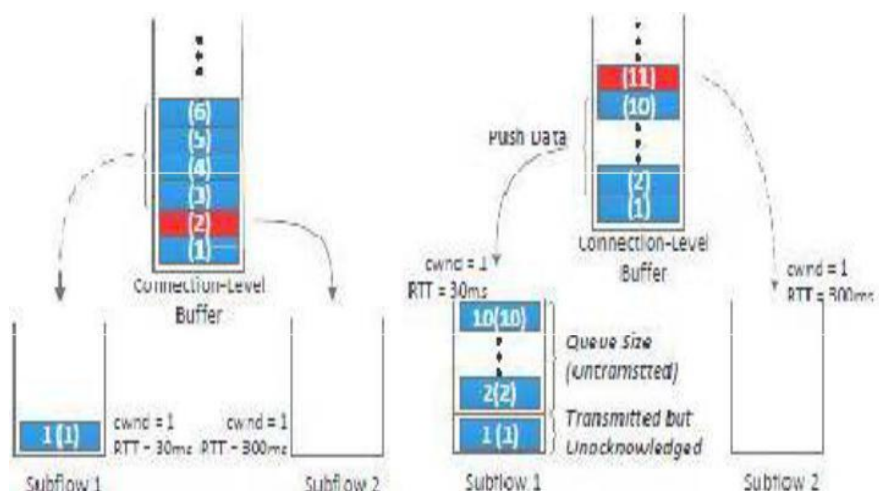 (6)
(5)
(4)
(3)
(2)
(1)
Connection-Level
Buffer
1(1)
cwnd = 1
RTT = 30ms
cwnd = 1
RTT = 300ms
Subflow 1
Subflow 2
(11)
(10)
(2)
(1)
Push Data
Connection-Level
Buffer
cwnd = 1
RTT = 30ms
cwnd = 1
RTT = 300ms
10(10)
2(2)
1(1)
Queue Size
(Untramstted)
Transmitted but
Unacknowledged
Subflow 1
Subflow 2